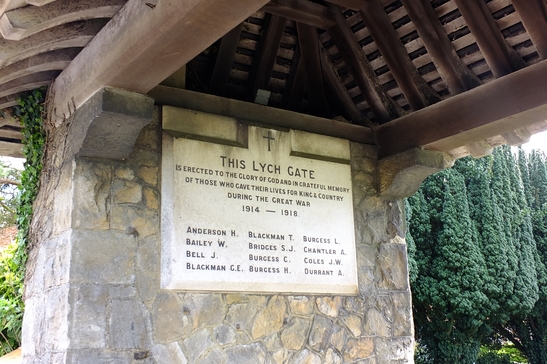 THIS LYCH GATE
IS ERECTED TO THE GLORY OF GOD AND IN GRATEFUL MEMORY
OF THOSE WHO GAVE THEIR LIVES FOR KING & COUNTRY
DURING THE GREAT WAR
1914 — 1918
ANDERSON H. BLACKMAN T. BURGESS L.
BAILEY W. BRIDGES S.J. CHANTLER A.
BELL J. BURGESS C. COLES J.W.
BLACKMAN G.E. BURGESS H. DURRANT A.